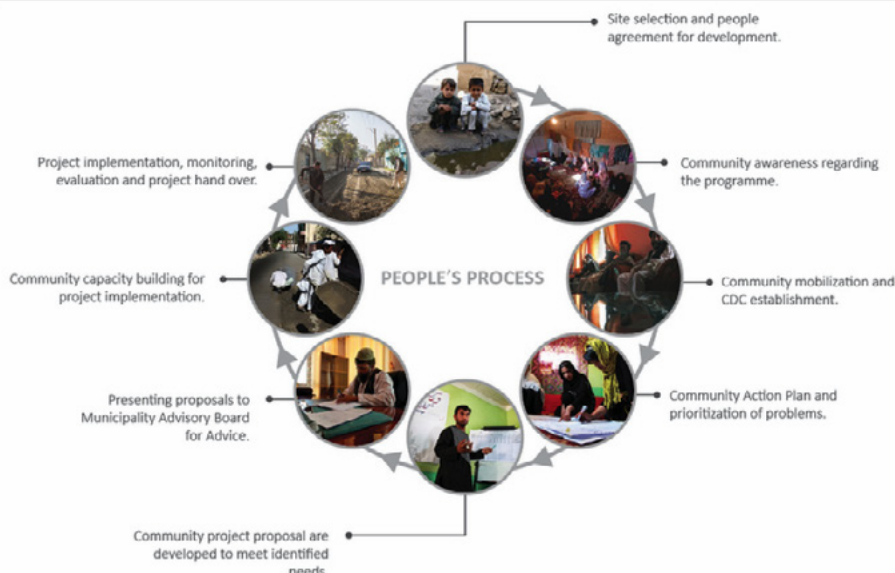 Site selection and people
agreement for development.
Community awareness regarding
the programme.
Community mobilization and
CDC establishment.
Community Action Plan and
prioritization of problems.
Community project proposal are
developed to meet identified
needs.
Presenting proposals to
Municipality Advisory Board
for Advice.
Community capacity building for
project implementation.
Project implementation, monitoring,
evaluation and project hand over.
PEOPLE'S PROCESS